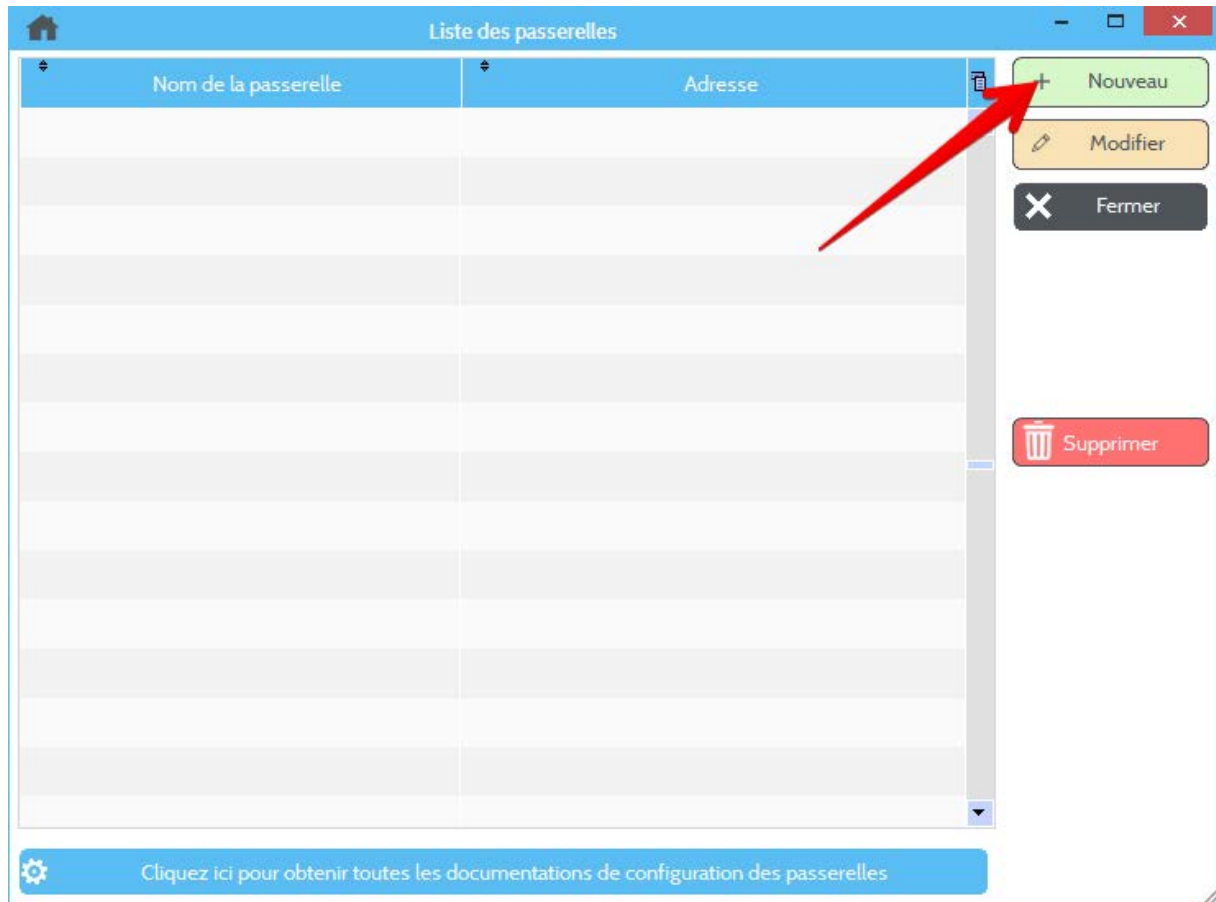 Liste des passerelles
Nom de la passerelle
Adresse
Nouveau
Modifier
Fermer
Supprimer
Cliquez ici pour obtenir toutes les documentations de configuration des passerelles